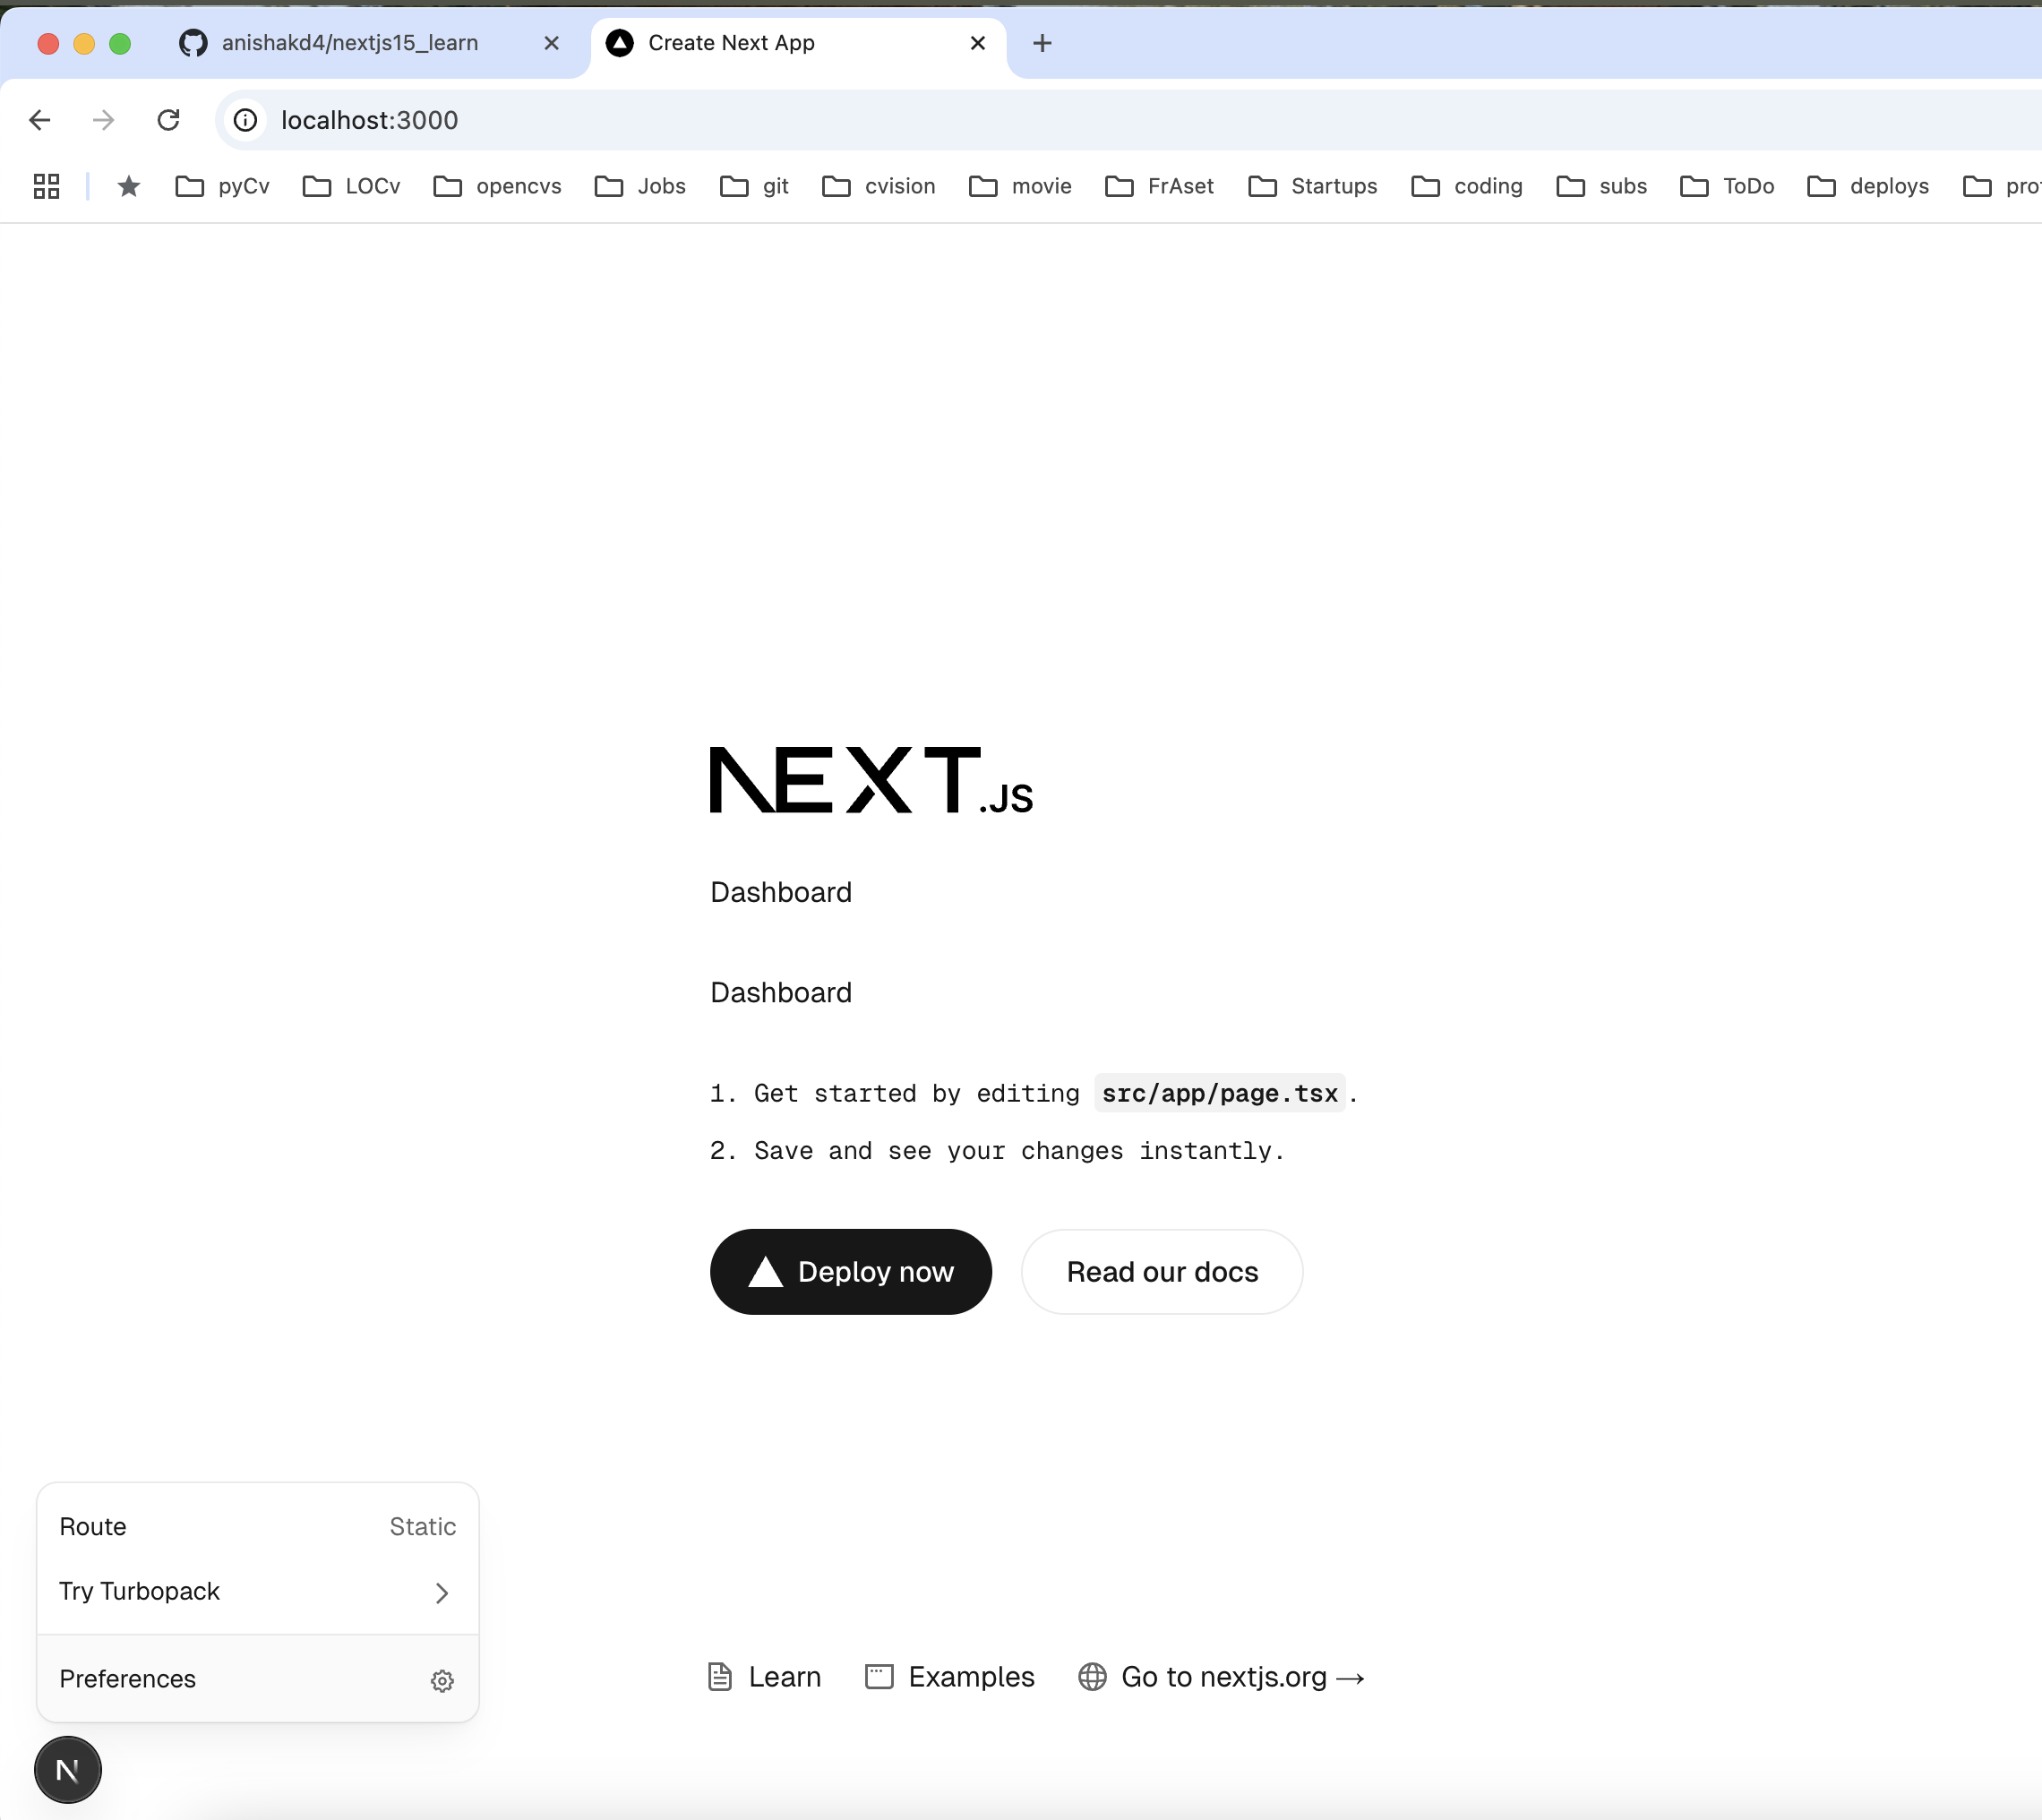 anishakd4/nextjs15_learn
Create Next App
localhost:3000
pyCv LOCv opencvs Jobs git cvision movie FrAset Startups coding subs ToDo deploys
NEXT.JS
Dashboard
Dashboard
1. Get started by editing src/app/page.tsx.
2. Save and see your changes instantly.
Deploy now
Read our docs
Route Static
Try Turbopack
Preferences
Learn Examples Go to nextjs.org →
N